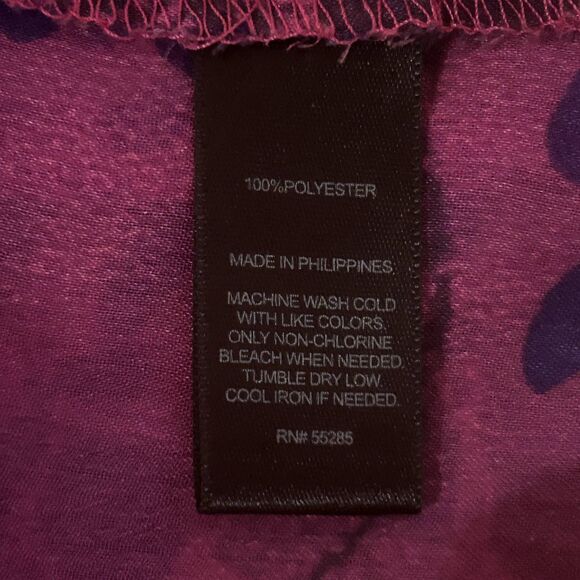 100%POLYESTER
MADE IN PHILIPPINES
MACHINE WASH COLD
WITH LIKE COLORS.
ONLY NON-CHLORINE
BLEACH WHEN NEEDED.
TUMBLE DRY LOW.
COOL IRON IF NEEDED.
RN# 55285